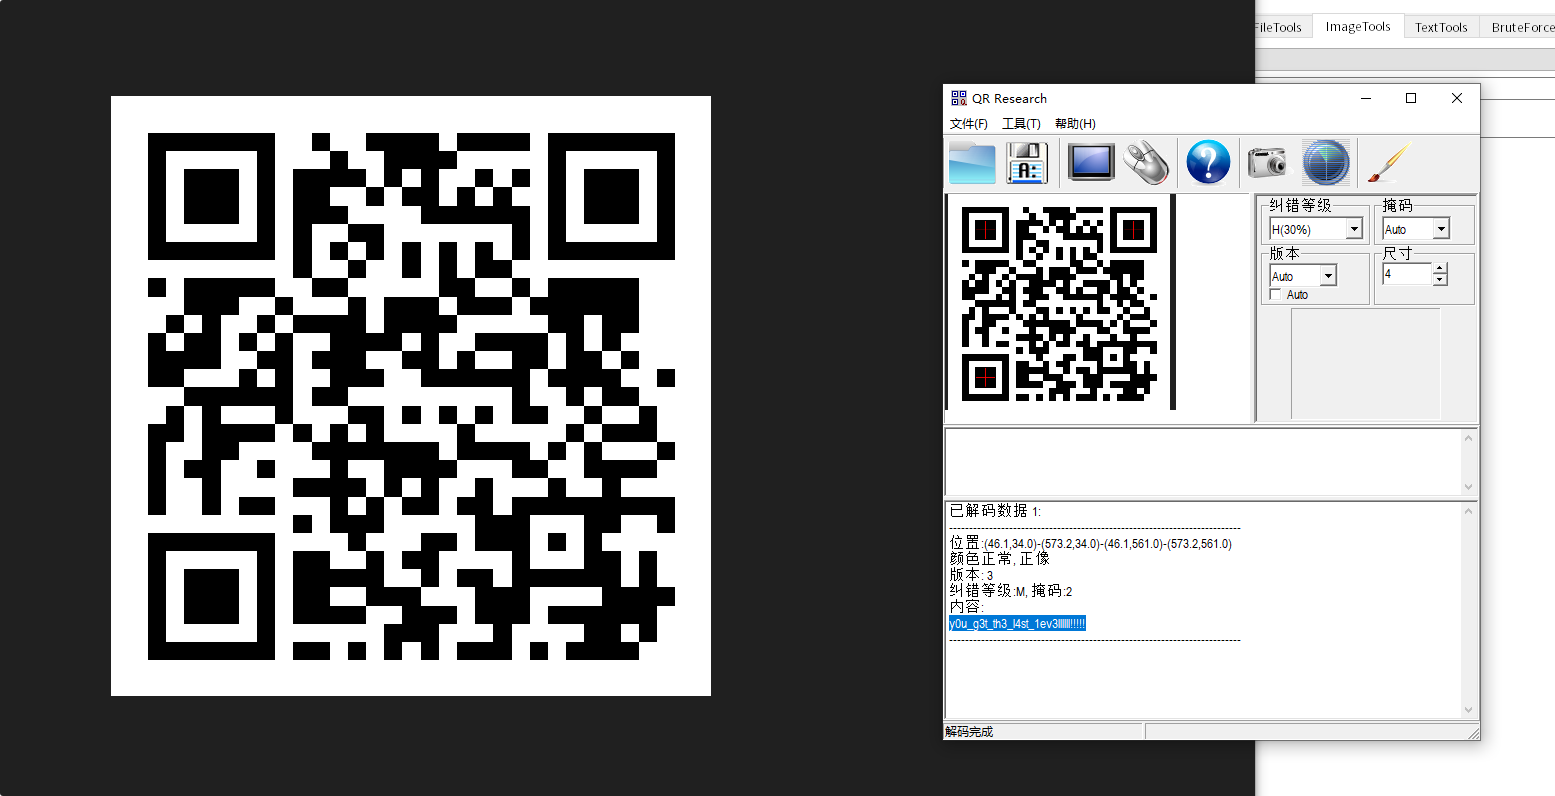 FileTools ImageTools TextTools BruteForce
QR Research
文件(F) 工具(T) 帮助(H)
A:
纠错等级 掩码
H(30%) Auto
版本 尺寸
Auto 4
Auto
已解码数据 1:
位置:(46.1,34.0)-(573.2,34.0)-(46.1,561.0)-(573.2,561.0)
颜色正常, 正像
版本: 3
纠错等级:M, 掩码:2
内容:
解码完成